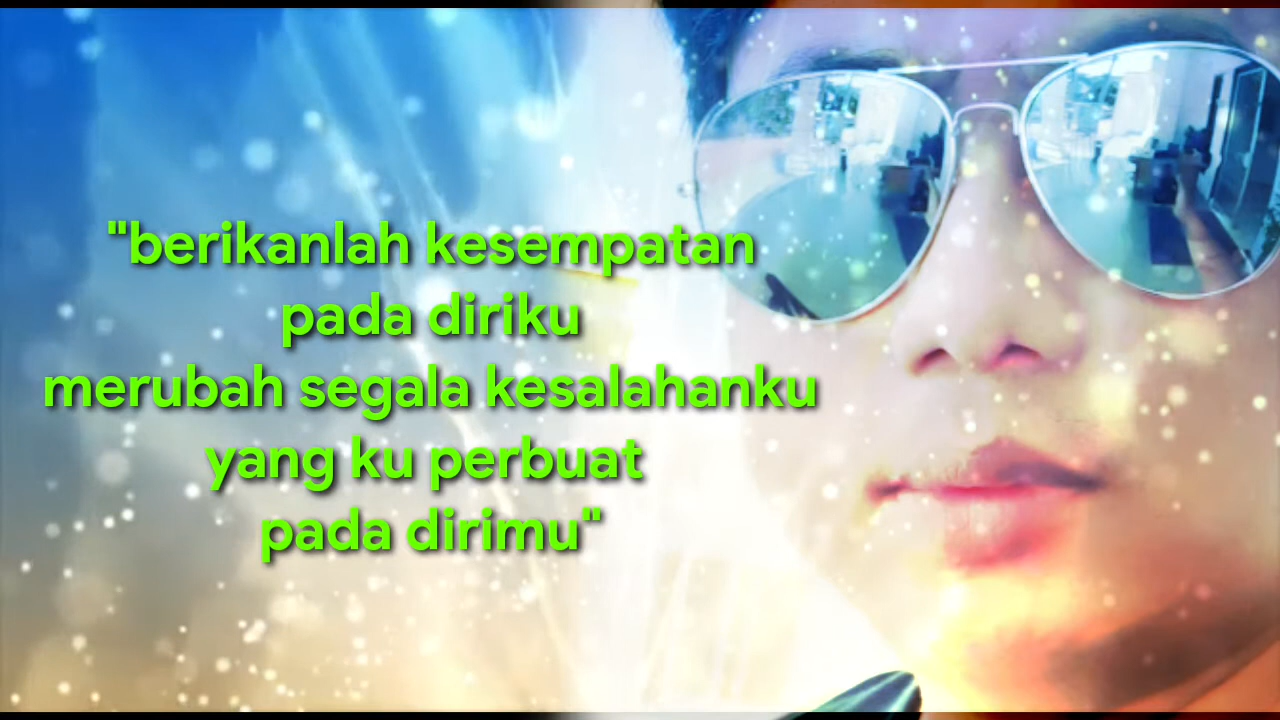 "berikanlah kesempatan
pada diriku
merubah segala kesalahanku
yang ku perbuat
pada dirimu"